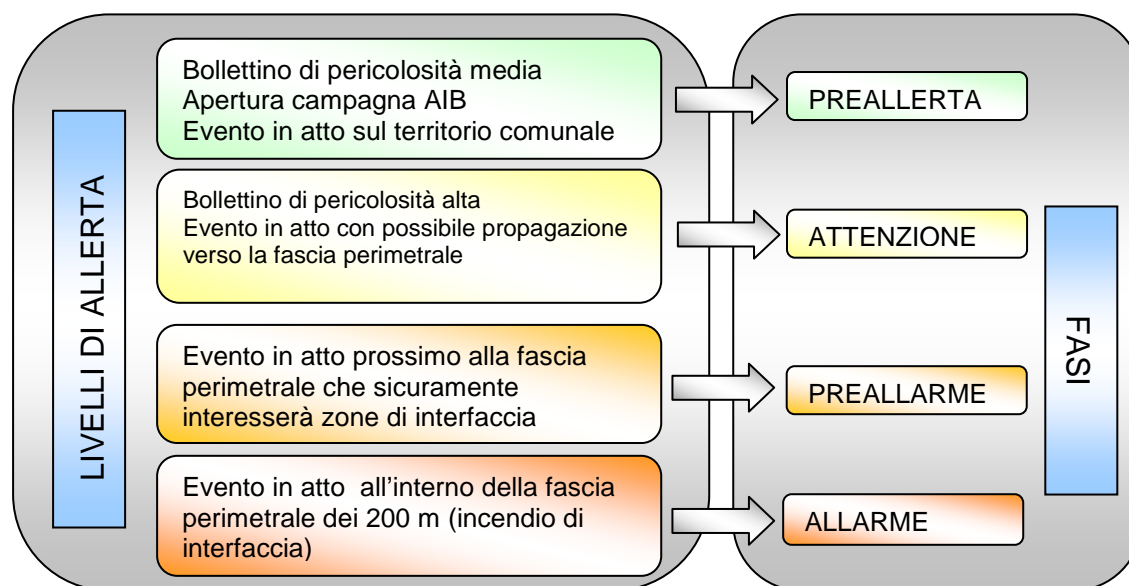 LIVELLI DI ALLERTA
Bollettino di pericolosità media
Apertura campagna AIB
Evento in atto sul territorio comunale
PREALLERTA
Bollettino di pericolosità alta
Evento in atto con possibile propagazione
verso la fascia perimetrale
ATTENZIONE
Evento in atto prossimo alla fascia
perimetrale che sicuramente
interesserà zone di interfaccia
PREALLARME
Evento in atto all’interno della fascia
perimetrale dei 200 m (incendio di
interfaccia)
ALLARME
FASI